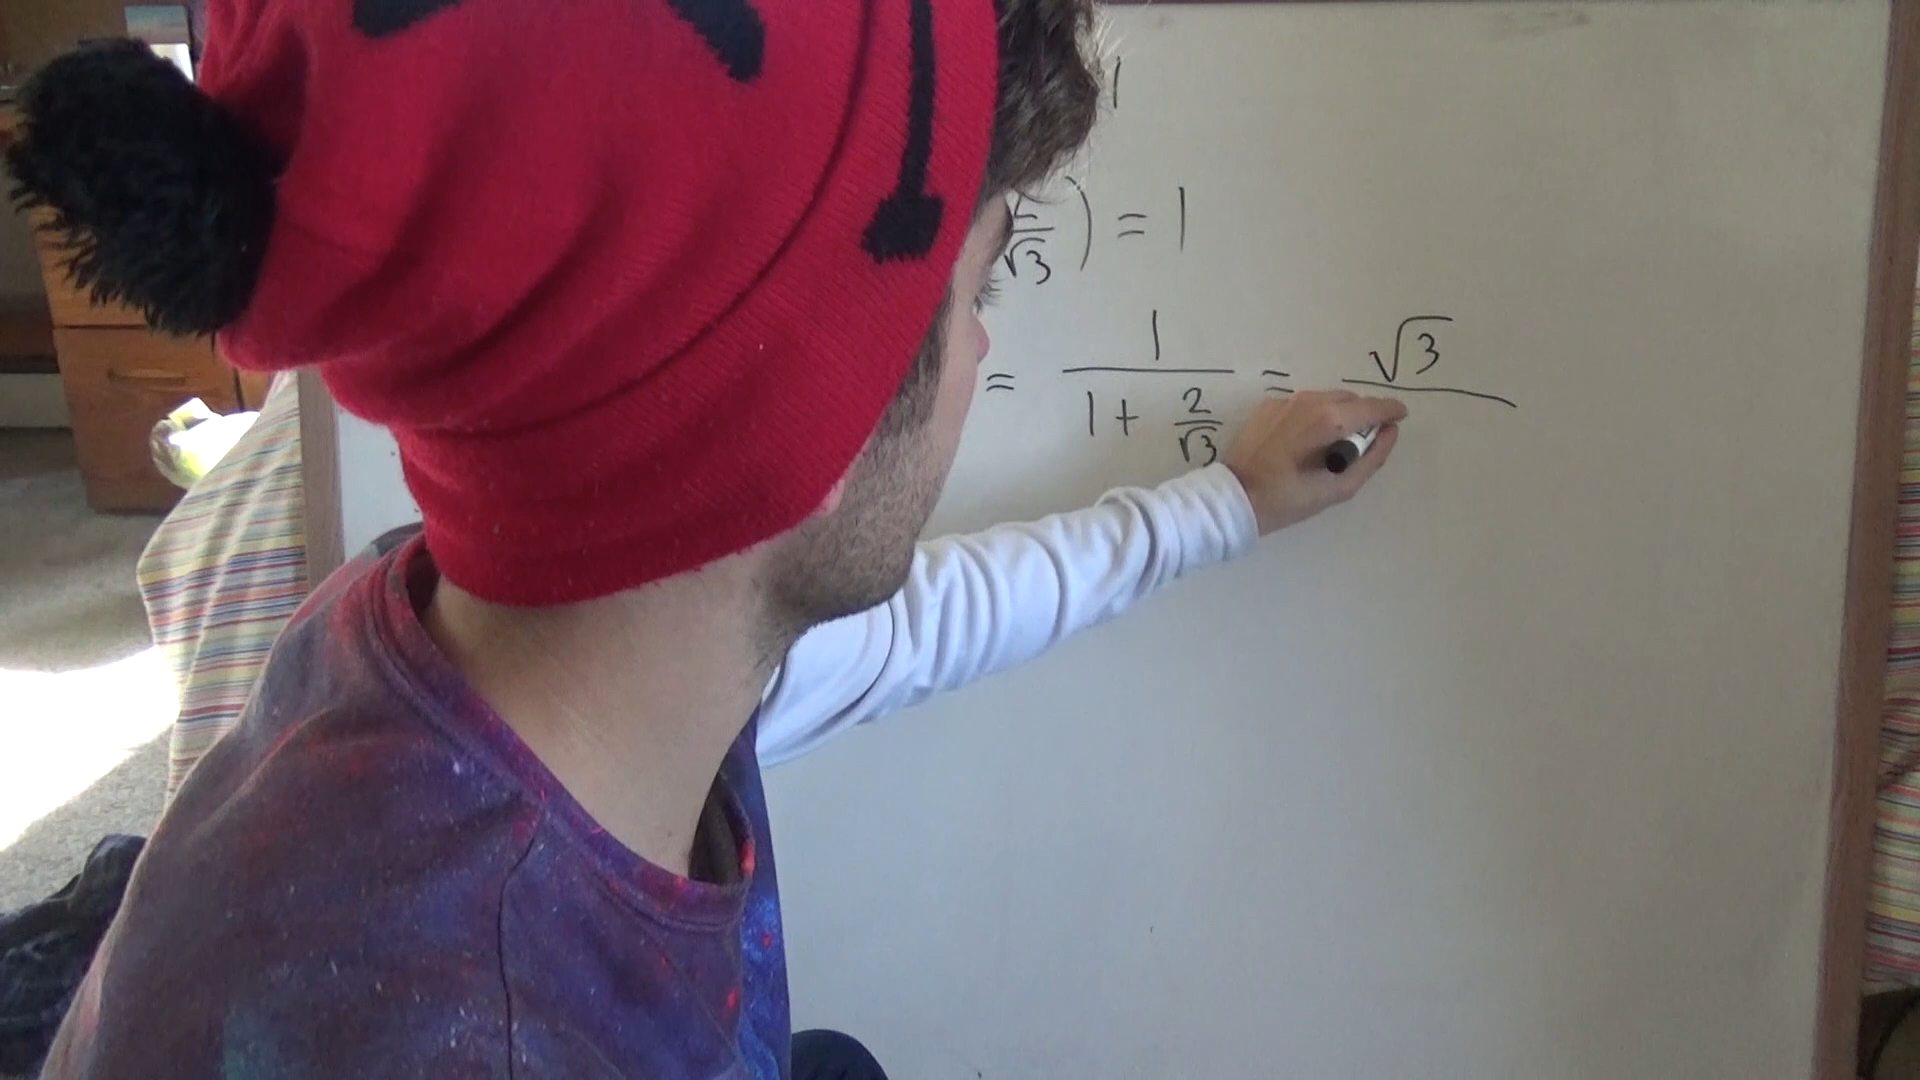 1
/√3) = 1
= 1/(1 + 2/√3) = √3